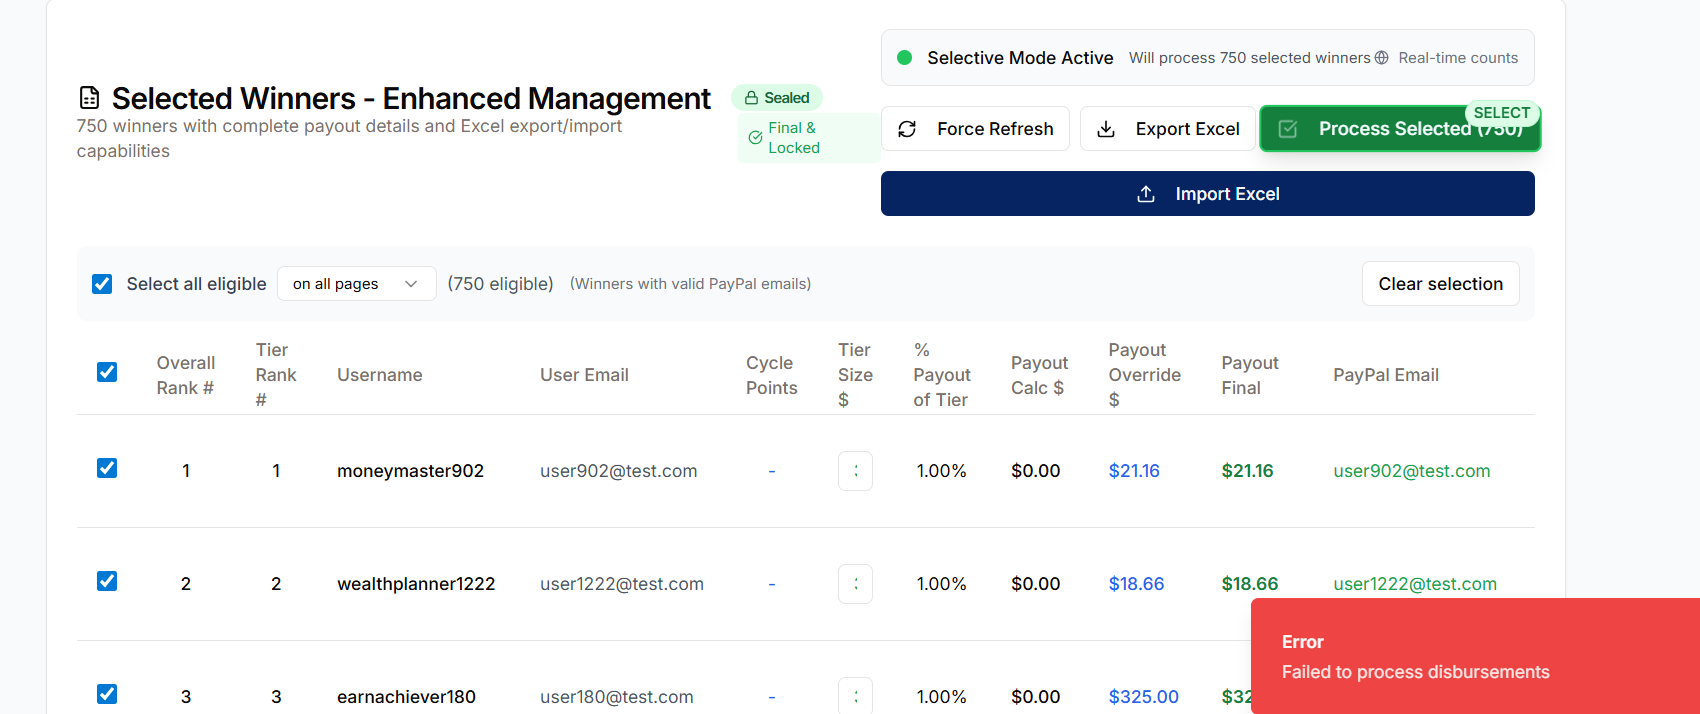 Selective Mode Active Will process 750 selected winners Real-time counts
Selected Winners - Enhanced Management
Sealed
750 winners with complete payout details and Excel export/import
capabilities
Final &
Locked
Force Refresh
Export Excel
SELECT
Process Selected (750)
Import Excel
Select all eligible on all pages (750 eligible) (Winners with valid PayPal emails) Clear selection
Overall
Rank #
Tier
Rank
#
Username
User Email
Cycle
Points
Tier
Size
$
%
Payout
of Tier
Payout
Calc $
Payout
Override
$
Payout
Final
PayPal Email
1 1 moneymaster902 user902@test.com - 1.00% $0.00 $21.16 $21.16 user902@test.com
2 2 wealthplanner1222 user1222@test.com - 1.00% $0.00 $18.66 $18.66 user1222@test.com
3 3 earnachiever180 user180@test.com - 1.00% $0.00 $325.00
Error
Failed to process disbursements